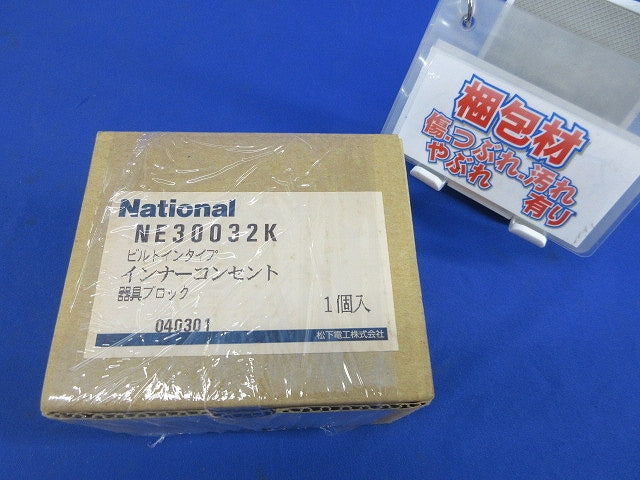 National
NE30032K
ビルトインタイプ
インナーコンセント
器具ブロック
1個入
040301
松下電工株式会社
梱包材
傷.つぶれ.汚れ
やぶれ 有り